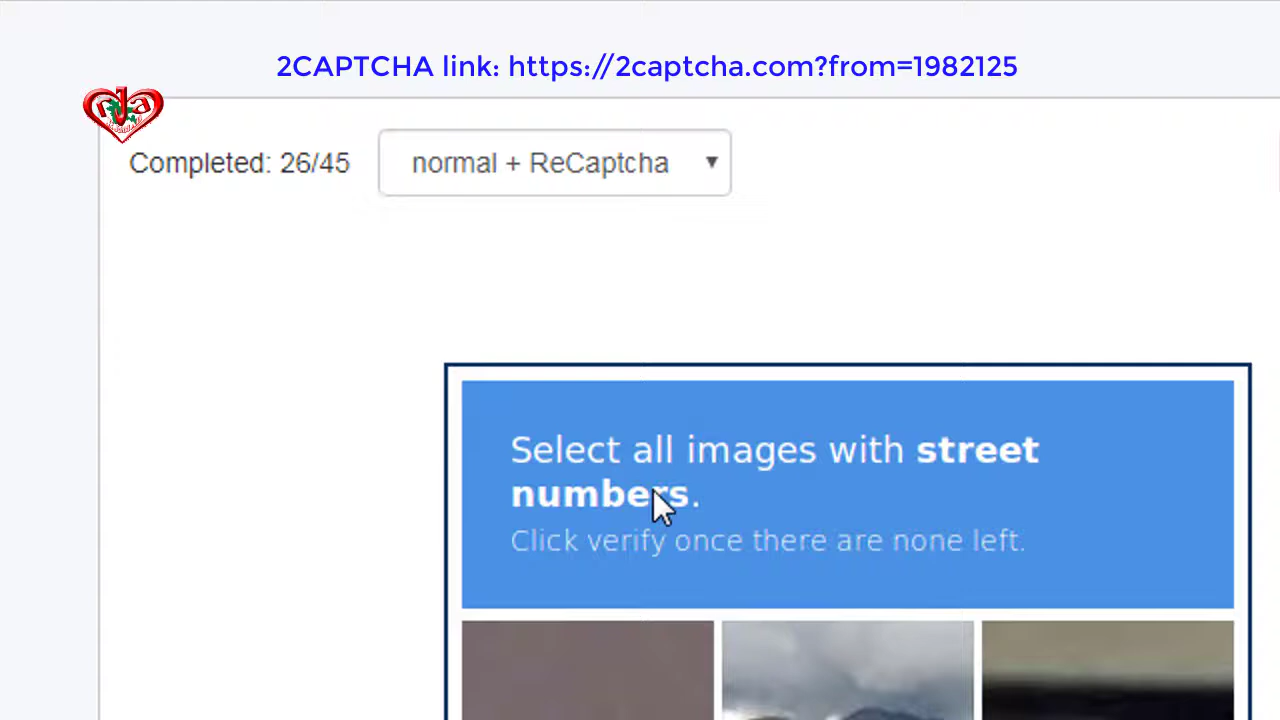 2CAPTCHA link: https://2captcha.com?from=1982125
Completed: 26/45
normal + ReCaptcha
Select all images with street
numbers.
Click verify once there are none left.